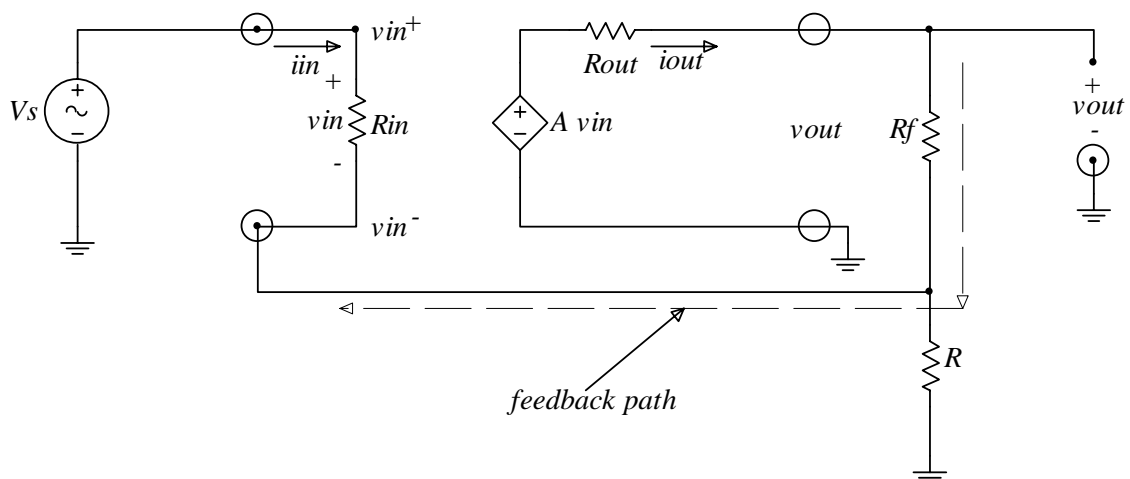 vin+
iin
+
Vs
+
-
vin
Rin
-
vin-
Rout
iout
+
-
A vin
vout
Rf
+
vout
-
R
feedback path